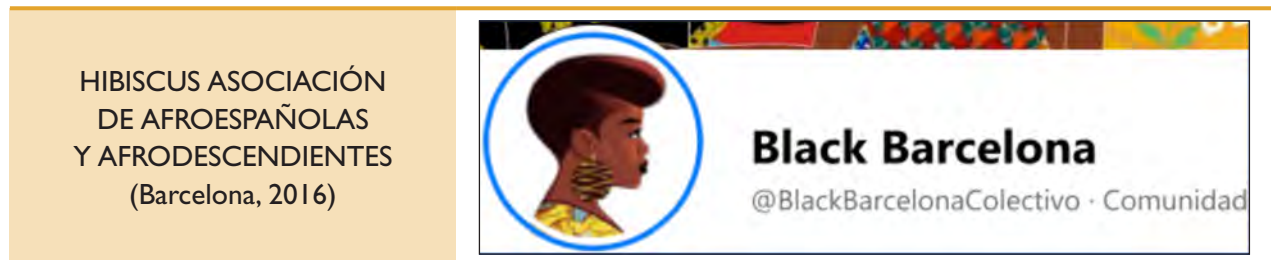 HIBISCUS ASOCIACIÓN
DE AFROESPAÑOLAS
Y AFRODESCENDIENTES
(Barcelona, 2016)
Black Barcelona
@BlackBarcelonaColectivo · Comunidad